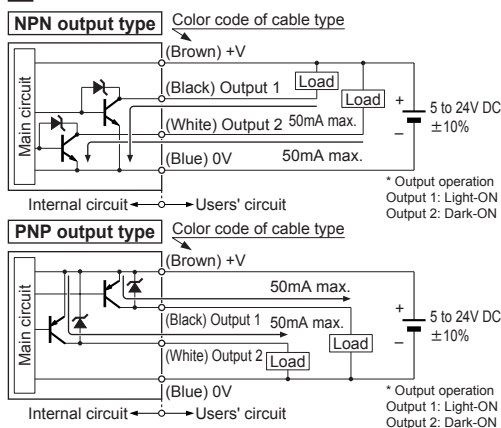 NPN output type
Color code of cable type
(Brown) +V
Main circuit
(Black) Output 1
Load
Load
(White) Output 2 50mA max.
+
5 to 24V DC
±10%
−
(Blue) 0V
50mA max.
* Output operation
Output 1: Light-ON
Output 2: Dark-ON
Internal circuit
Users' circuit
PNP output type
Color code of cable type
(Brown) +V
Main circuit
50mA max.
(Black) Output 1 50mA max.
+
5 to 24V DC
±10%
−
Load
(White) Output 2
Load
(Blue) 0V
* Output operation
Output 1: Light-ON
Output 2: Dark-ON
Internal circuit
Users' circuit